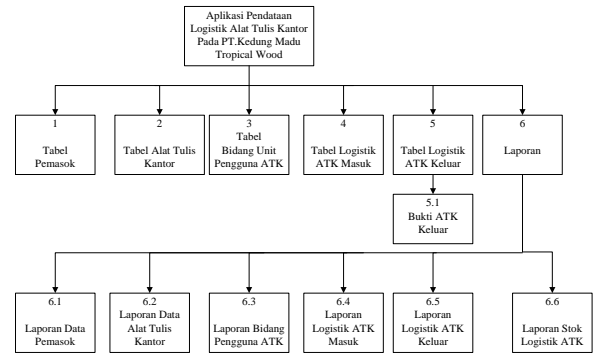 Aplikasi Pendataan
Logistik Alat Tulis Kantor
Pada PT.Kedung Madu
Tropical Wood
1
Tabel
Pemasok
2
Tabel Alat Tulis
Kantor
3
Tabel
Bidang Unit
Pengguna ATK
4
Tabel Logistik
ATK Masuk
5
Tabel Logistik
ATK Keluar
6
Laporan
5.1
Bukti ATK
Keluar
6.1
Laporan Data
Pemasok
6.2
Laporan Data
Alat Tulis
Kantor
6.3
Laporan Bidang
Pengguna ATK
6.4
Laporan
Logistik ATK
Masuk
6.5
Laporan
Logistik ATK
Keluar
6.6
Laporan Stok
Logistik ATK